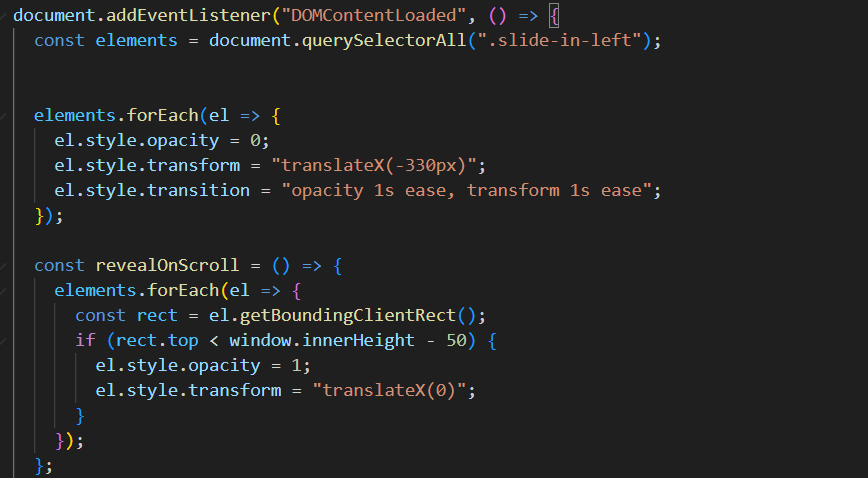 document.addEventListener("DOMContentLoaded", () => {
const elements = document.querySelectorAll(".slide-in-left");
elements.forEach(el => {
el.style.opacity = 0;
el.style.transform = "translateX(-330px)";
el.style.transition = "opacity 1s ease, transform 1s ease";
});
const revealOnScroll = () => {
elements.forEach(el => {
const rect = el.getBoundingClientRect();
if (rect.top < window.innerHeight - 50) {
el.style.opacity = 1;
el.style.transform = "translateX(0)";
}
});
};